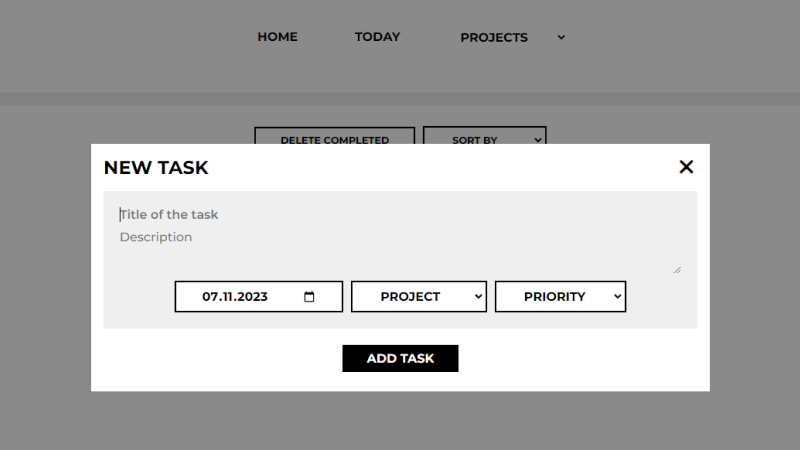 HOME TODAY PROJECTS
DELETE COMPLETED SORT BY
NEW TASK
Title of the task
Description
07.11.2023 PROJECT PRIORITY
ADD TASK